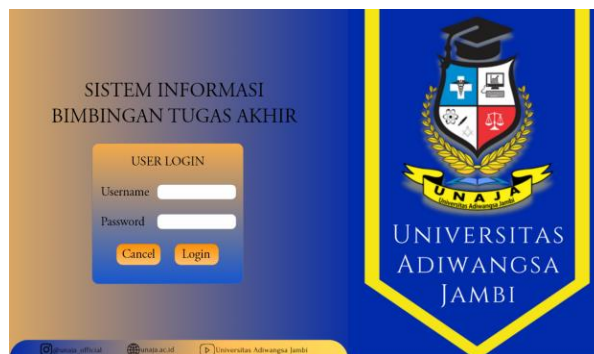 SISTEM INFORMASI
BIMBINGAN TUGAS AKHIR
USER LOGIN
Username
Password
Cancel Login
@unaja_official unaja.ac.id Universitas Adiwangsa Jambi
UNAJA
Universitas Adiwangsa Jambi
UNIVERSITAS
ADIWANGSA
JAMBI